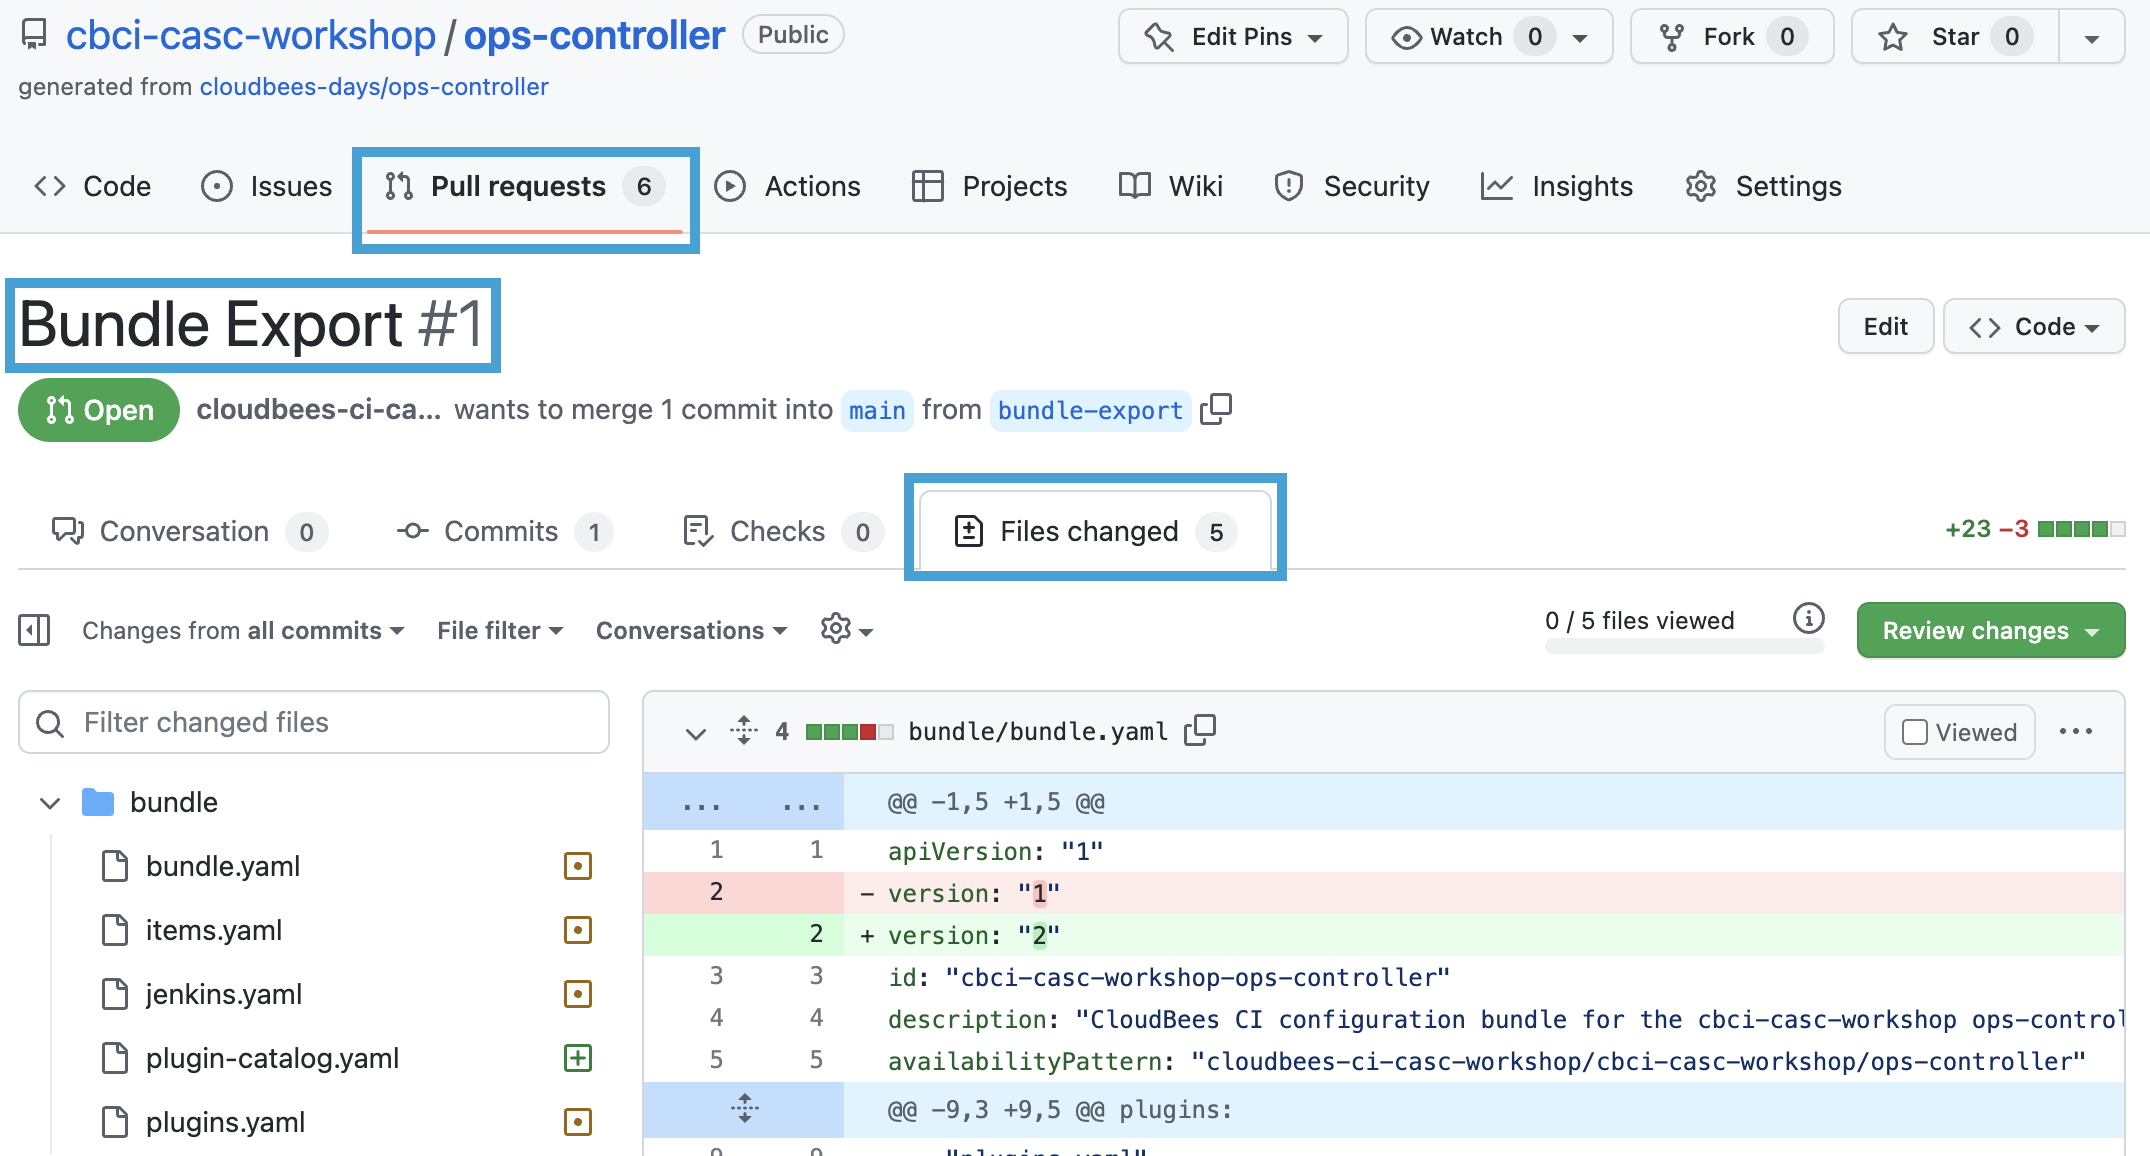 cbci-casc-workshop / ops-controller Public Edit Pins Watch 0 Fork 0 Star 0
generated from cloudbees-days/ops-controller
Code Issues Pull requests 6 Actions Projects Wiki Security Insights Settings
Bundle Export #1 Edit Code
Open cloudbees-ci-ca... wants to merge 1 commit into main from bundle-export
Conversation 0 Commits 1 Checks 0 Files changed 5 +23 −3
Changes from all commits File filter Conversations 0 / 5 files viewed Review changes
Filter changed files
bundle
bundle.yaml
items.yaml
jenkins.yaml
plugin-catalog.yaml
plugins.yaml
4 bundle/bundle.yaml Viewed ...
... ... @@ -1,5 +1,5 @@
1 1 apiVersion: "1"
2 - version: "1"
2 + version: "2"
3 3 id: "cbci-casc-workshop-ops-controller"
4 4 description: "CloudBees CI configuration bundle for the cbci-casc-workshop ops-control
5 5 availabilityPattern: "cloudbees-ci-casc-workshop/cbci-casc-workshop/ops-controller"
@@ -9,3 +9,5 @@ plugins:
9 9 "plugins.yaml"